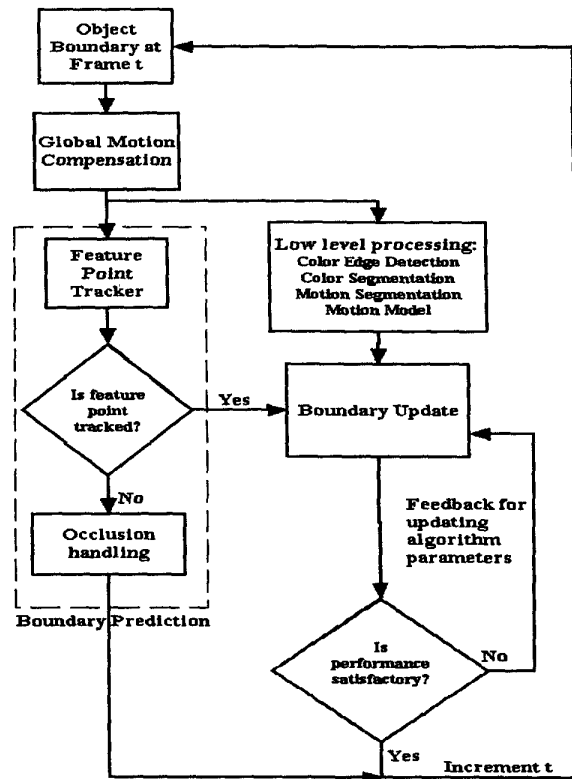 Object
Boundary at
Frame t
Global Motion
Compensation
Feature
Point
Tracker
Low level processing:
Color Edge Detection
Color Segmentation
Motion Segmentation
Motion Model
Is feature
point
tracked?
Yes
Boundary Update
No
Occlusion
handling
Boundary Prediction
Feedback for
updating
algorithm
parameters
Is
performance
satisfactory?
No
Yes
Increment t